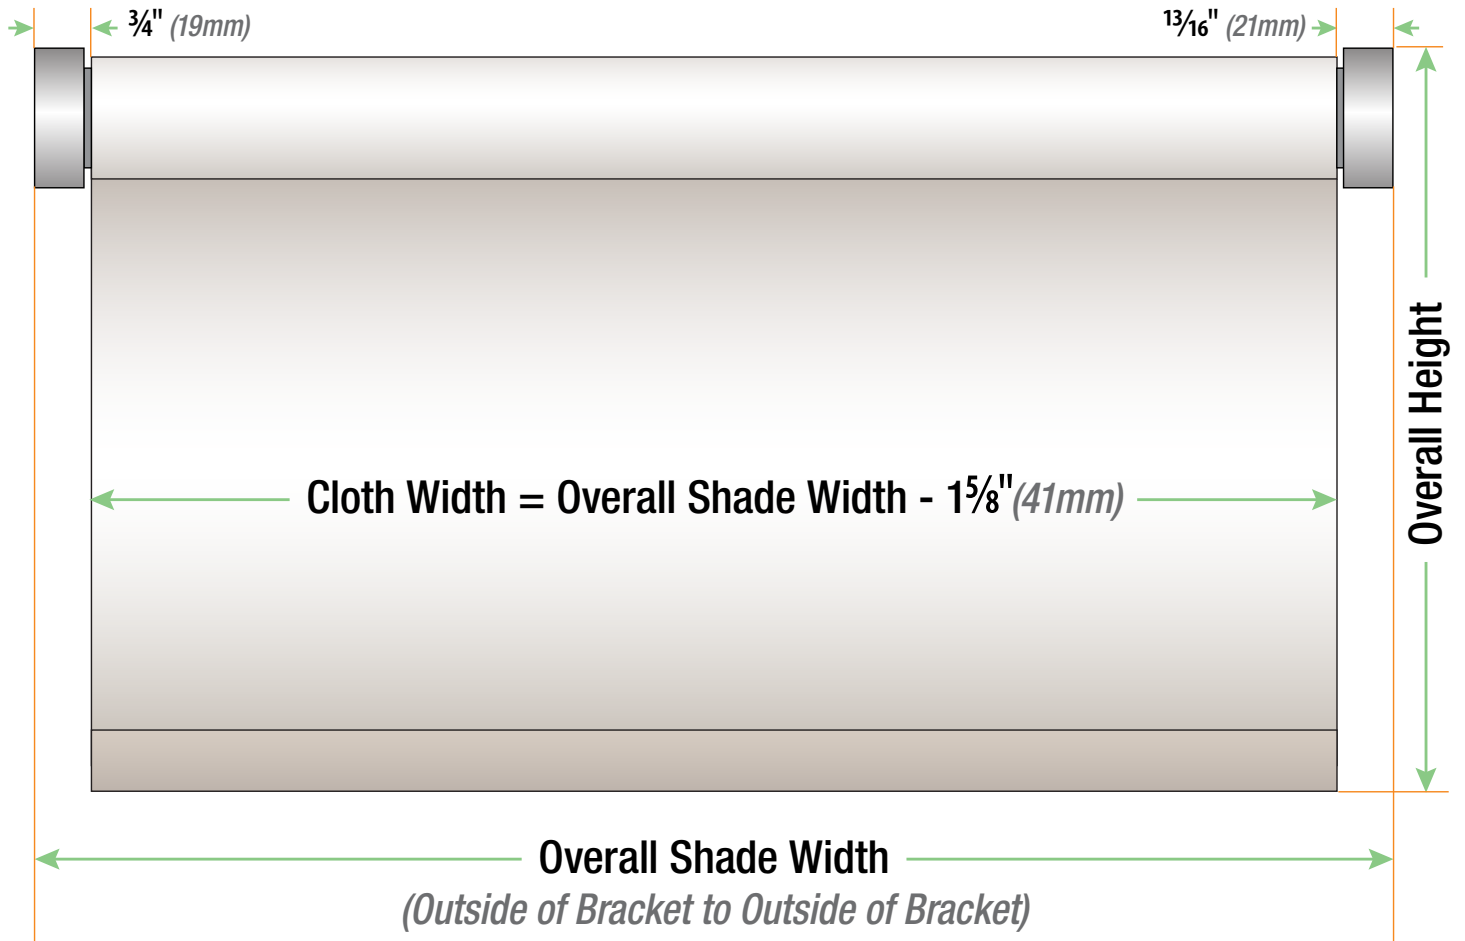 ¾" (19mm)
13⁄16" (21mm)
Overall Height
Cloth Width = Overall Shade Width - 1⅝" (41mm)
Overall Shade Width
(Outside of Bracket to Outside of Bracket)